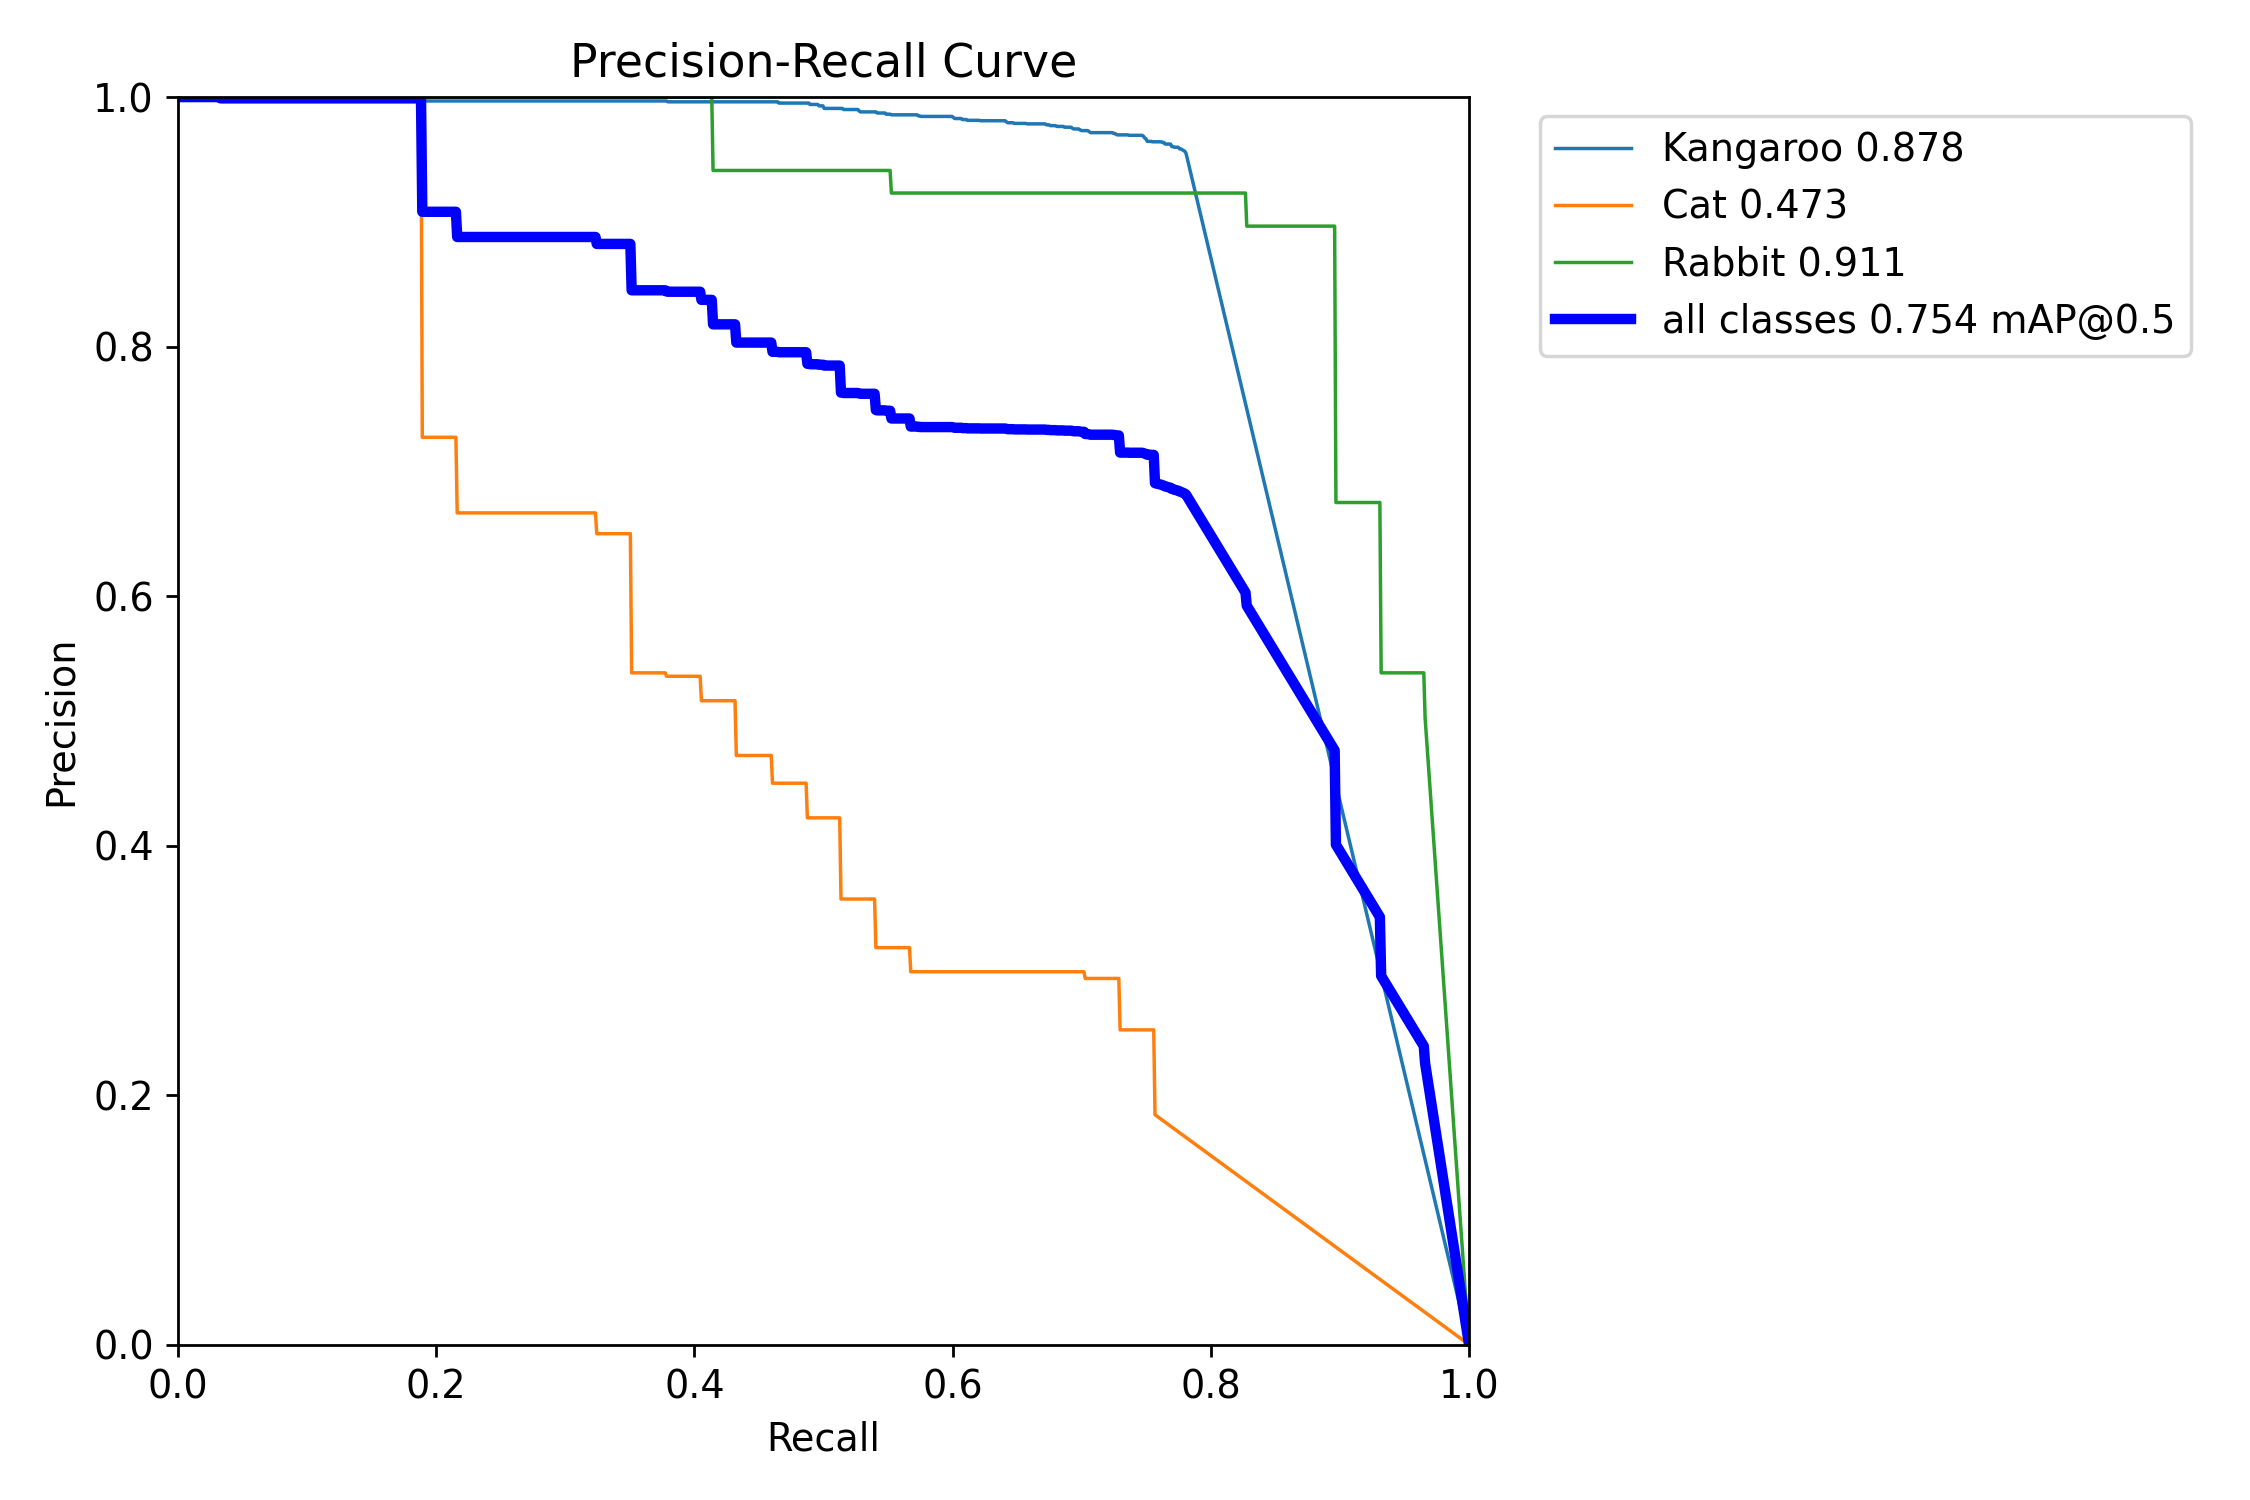 Precision-Recall Curve
1.0
0.8
0.6
0.4
0.2
0.0
Precision
0.0 0.2 0.4 0.6 0.8 1.0
Recall
Kangaroo 0.878
Cat 0.473
Rabbit 0.911
all classes 0.754 mAP@0.5